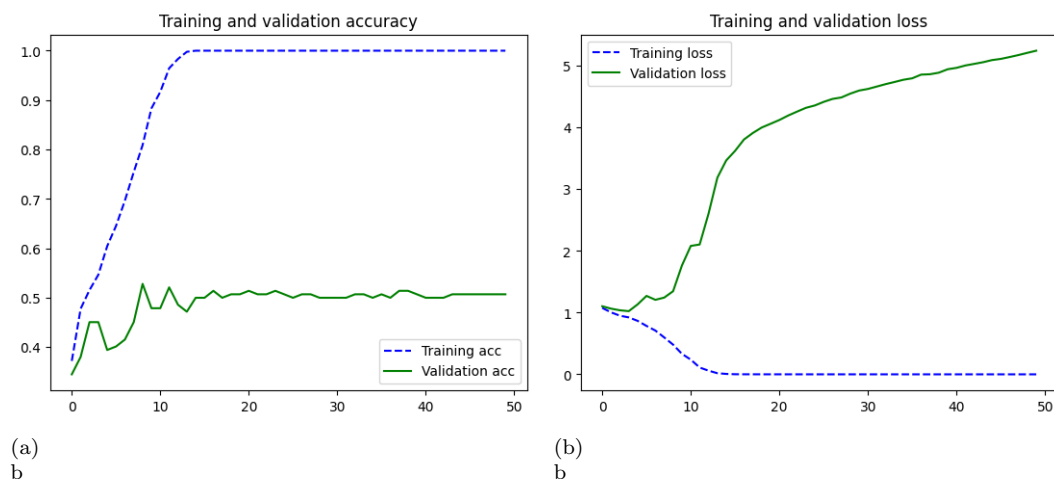 Training and validation accuracy
1.0
0.9
0.8
0.7
0.6
0.5
0.4
Training acc
Validation acc
0 10 20 30 40 50
(a)
b
Training and validation loss
Training loss
Validation loss
5
4
3
2
1
0
0 10 20 30 40 50
(b)
b